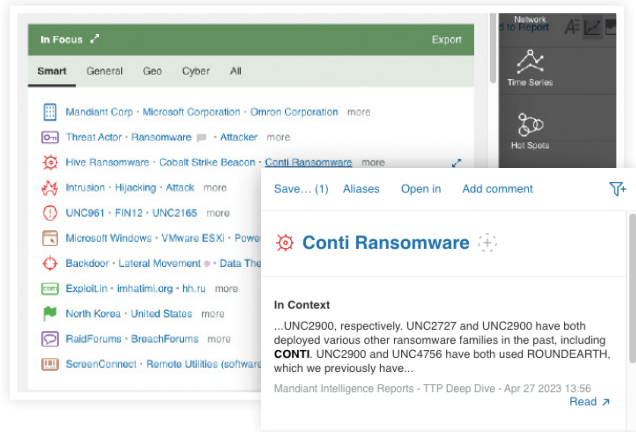 In Focus
Export
Smart General Geo Cyber All
Mandiant Corp · Microsoft Corporation · Omron Corporation more
Threat Actor · Ransomware · Attacker more
Hive Ransomware · Cobalt Strike Beacon · Conti Ransomware more
Intrusion · Hijacking · Attack more
UNC961 · FIN12 · UNC2165 more
Microsoft Windows · VMware ESXi · Powe
Backdoor · Lateral Movement · Data The
Exploit.in · imhatimi.org · hh.ru more
North Korea · United States more
RaidForums · BreachForums more
ScreenConnect · Remote Utilities (software
Network
d to Report
Time Series
Hot Spots
Save... (1) Aliases Open in Add comment
Conti Ransomware
In Context
...UNC2900, respectively. UNC2727 and UNC2900 have both
deployed various other ransomware families in the past, including
CONTI. UNC2900 and UNC4756 have both used ROUNDEARTH,
which we previously have...
Mandiant Intelligence Reports - TTP Deep Dive - Apr 27 2023 13:56
Read